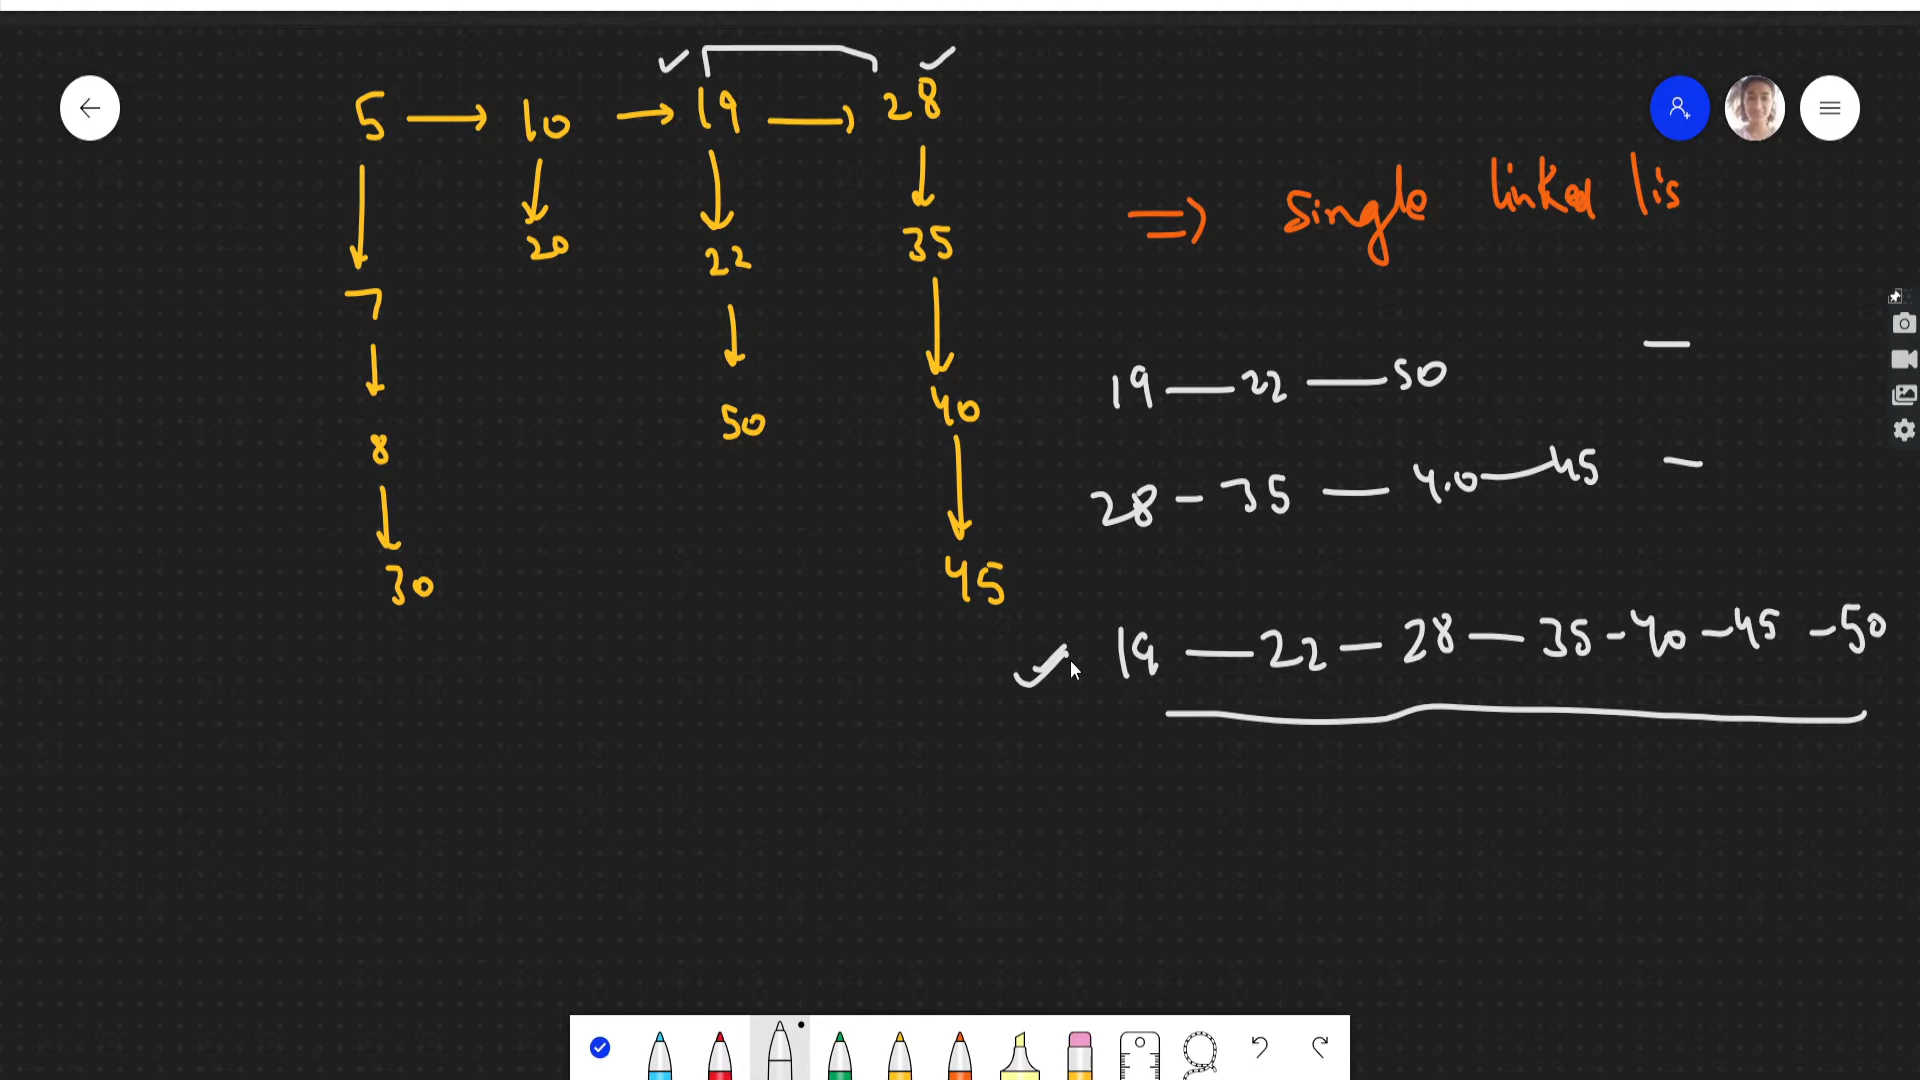 5 → 10 → 19 → 28
⇒ single linked lis
20
22
35
7
19 — 22 — 50
50
40
8
28 - 35 — 40 — 45
30
45
19 — 22 — 28 — 35 - 40 - 45 - 50